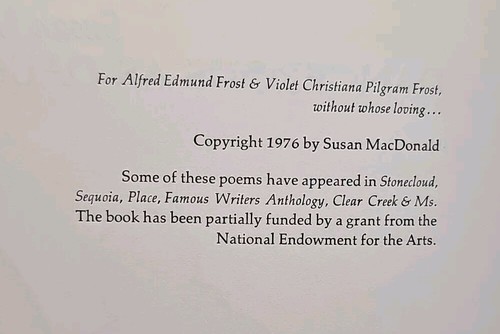 For Alfred Edmund Frost & Violet Christiana Pilgram Frost,
without whose loving...
Copyright 1976 by Susan MacDonald
Some of these poems have appeared in Stonecloud,
Sequoia, Place, Famous Writers Anthology, Clear Creek & Ms.
The book has been partially funded by a grant from the
National Endowment for the Arts.